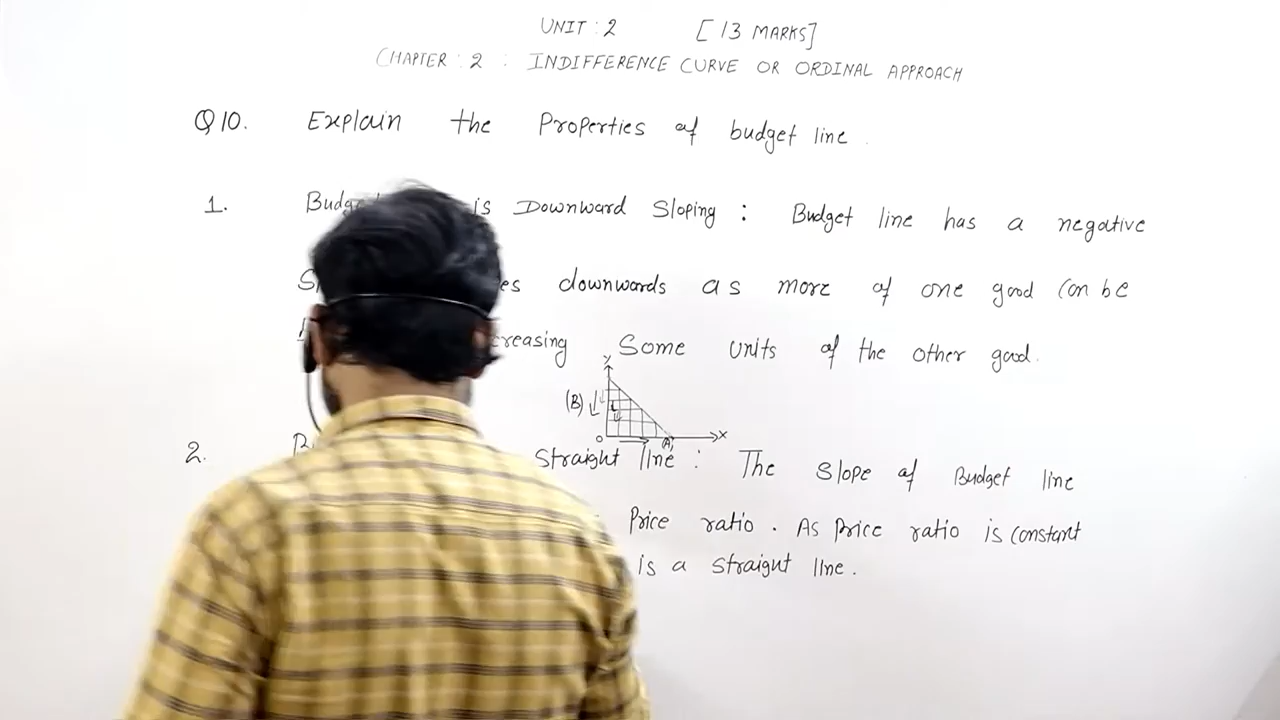 UNIT : 2 [13 MARKS]
CHAPTER : 2 : INDIFFERENCE CURVE OR ORDINAL APPROACH
Q10. Explain the Properties of budget line.
1. is Downward Sloping : Budget line has a negative
downwards as more of one good can be
Some units of the other good.
Y
(B)
O (A) X
2. Straight line : The Slope of Budget line
Price ratio. As Price ratio is constant
is a straight line.